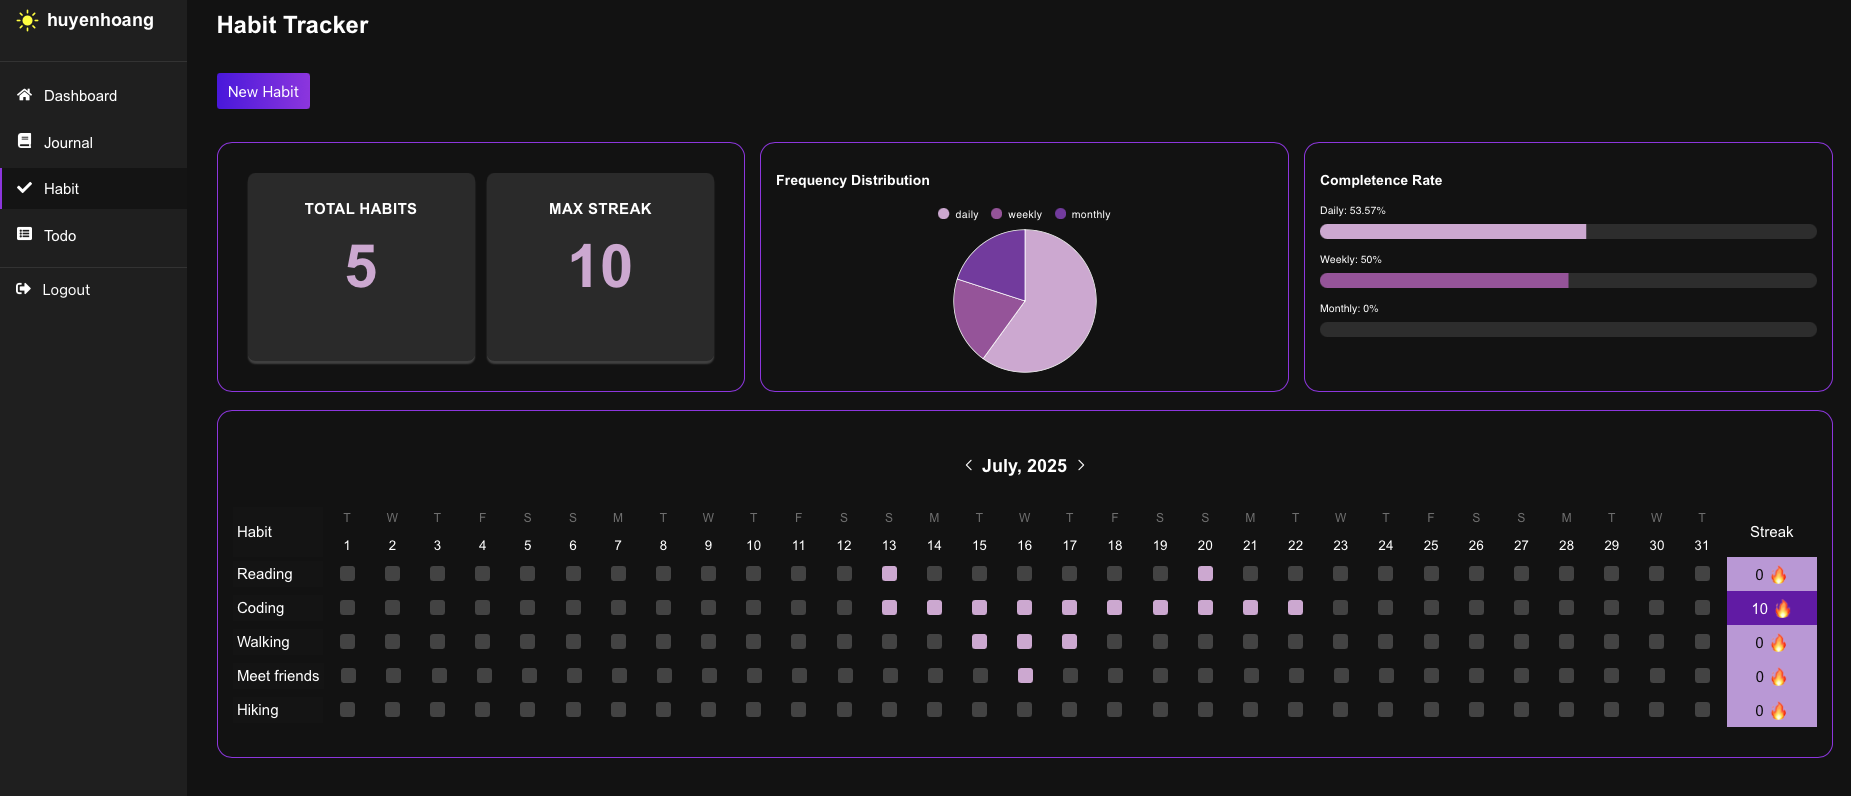 huyenhoang
Dashboard
Journal
Habit
Todo
Logout
Habit Tracker
New Habit
TOTAL HABITS
5
MAX STREAK
10
Frequency Distribution
daily weekly monthly
Completence Rate
Daily: 53.57%
Weekly: 50%
Monthly: 0%
July, 2025
T W T F S S M T W T F S S M T W T F S S M T W T F S S M T W T
Habit 1 2 3 4 5 6 7 8 9 10 11 12 13 14 15 16 17 18 19 20 21 22 23 24 25 26 27 28 29 30 31 Streak
Reading 0
Coding 10
Walking 0
Meet friends 0
Hiking 0